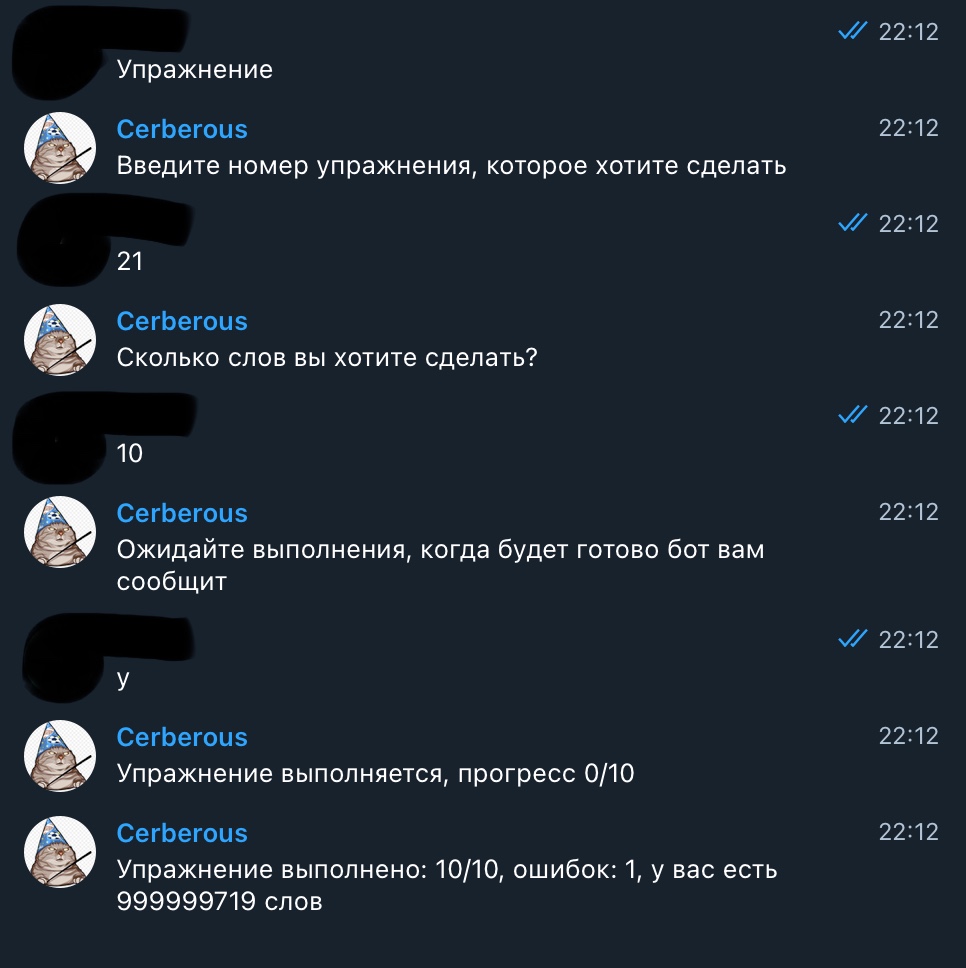 22:12
Упражнение
Cerberous 22:12
Введите номер упражнения, которое хотите сделать
22:12
21
Cerberous 22:12
Сколько слов вы хотите сделать?
22:12
10
Cerberous 22:12
Ожидайте выполнения, когда будет готово бот вам
сообщит
22:12
у
Cerberous 22:12
Упражнение выполняется, прогресс 0/10
Cerberous 22:12
Упражнение выполнено: 10/10, ошибок: 1, у вас есть
999999719 слов